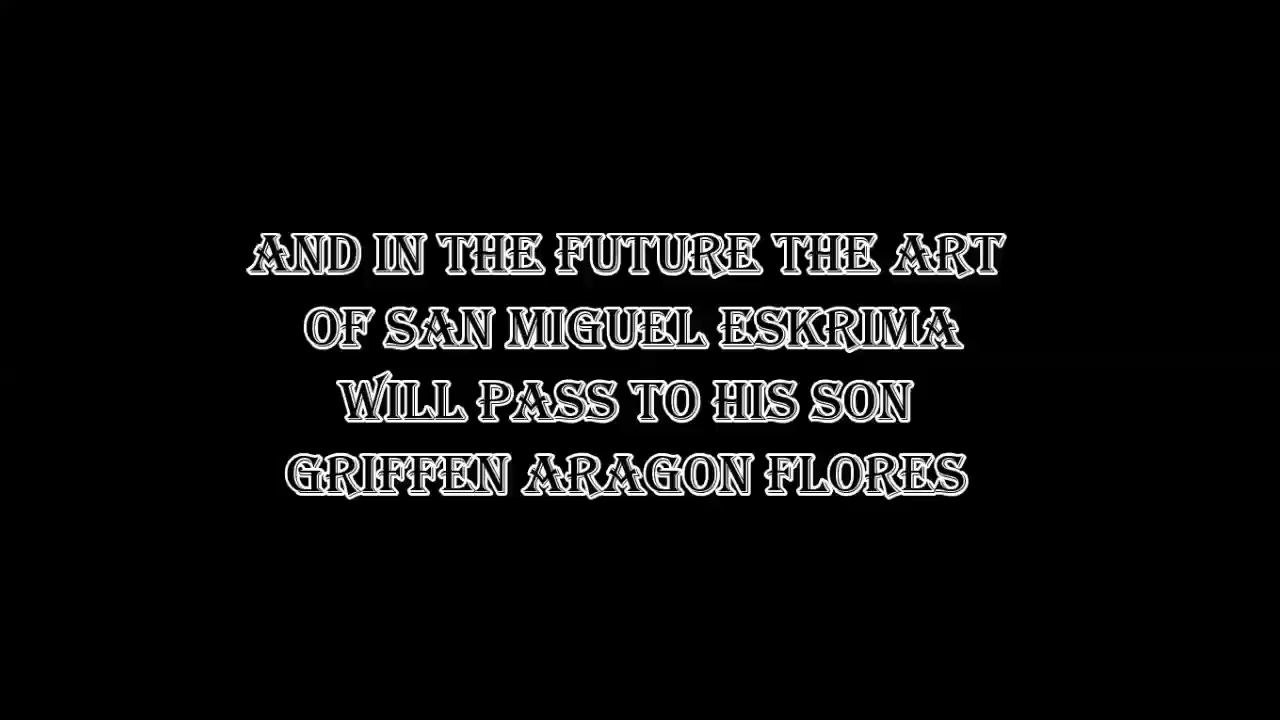 AND IN THE FUTURE THE ART
OF SAN MIGUEL ESKRIMA
WILL PASS TO HIS SON
GRIFFEN ARAGON FLORES